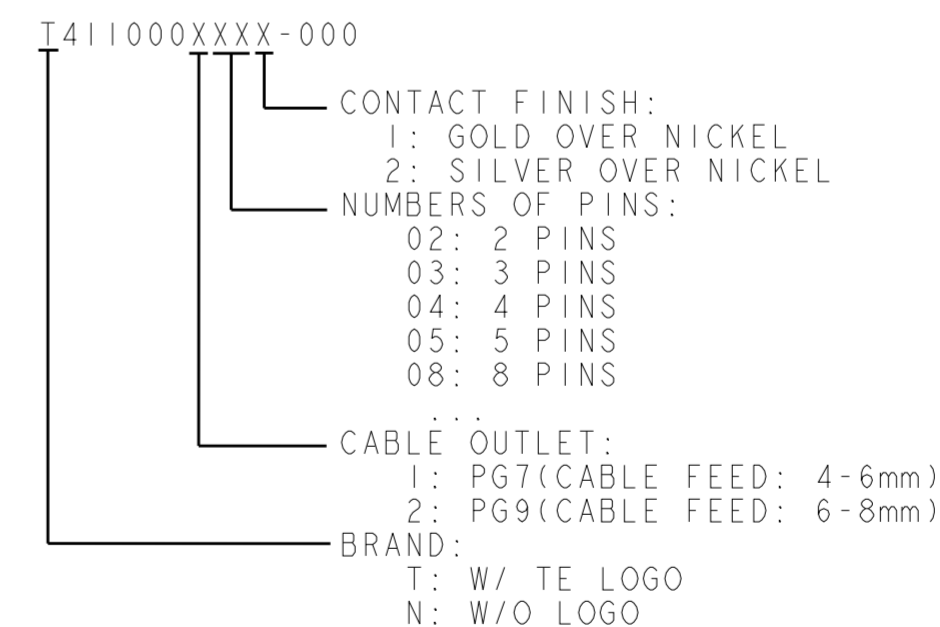 T411000XXXX-000
CONTACT FINISH:
1: GOLD OVER NICKEL
2: SILVER OVER NICKEL
NUMBERS OF PINS:
02: 2 PINS
03: 3 PINS
04: 4 PINS
05: 5 PINS
08: 8 PINS
...
CABLE OUTLET:
1: PG7(CABLE FEED: 4-6mm)
2: PG9(CABLE FEED: 6-8mm)
BRAND:
T: W/ TE LOGO
N: W/O LOGO